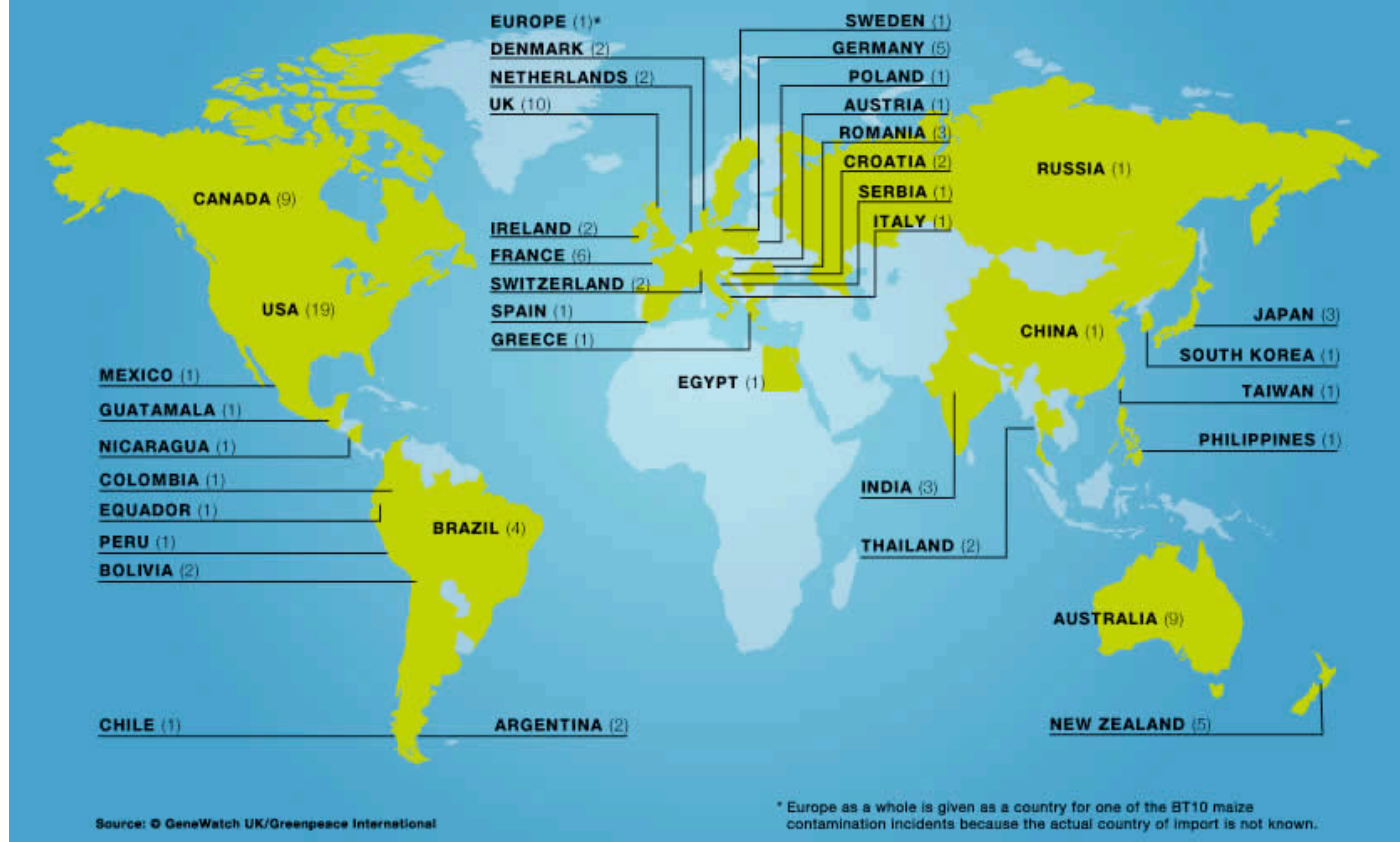 EUROPE (1)*
DENMARK (2)
NETHERLANDS (2)
UK (10)
SWEDEN (1)
GERMANY (5)
POLAND (1)
AUSTRIA (1)
ROMANIA (3)
CROATIA (2)
SERBIA (1)
ITALY (1)
RUSSIA (1)
CANADA (9)
USA (19)
IRELAND (2)
FRANCE (6)
SWITZERLAND (2)
SPAIN (1)
GREECE (1)
EGYPT (1)
CHINA (1)
JAPAN (3)
SOUTH KOREA (1)
TAIWAN (1)
PHILIPPINES (1)
INDIA (3)
THAILAND (2)
MEXICO (1)
GUATAMALA (1)
NICARAGUA (1)
COLOMBIA (1)
EQUADOR (1)
PERU (1)
BOLIVIA (2)
BRAZIL (4)
CHILE (1)
ARGENTINA (2)
AUSTRALIA (9)
NEW ZEALAND (5)
Source: © GeneWatch UK/Greenpeace International
* Europe as a whole is given as a country for one of the BT10 maize
contamination incidents because the actual country of import is not known.